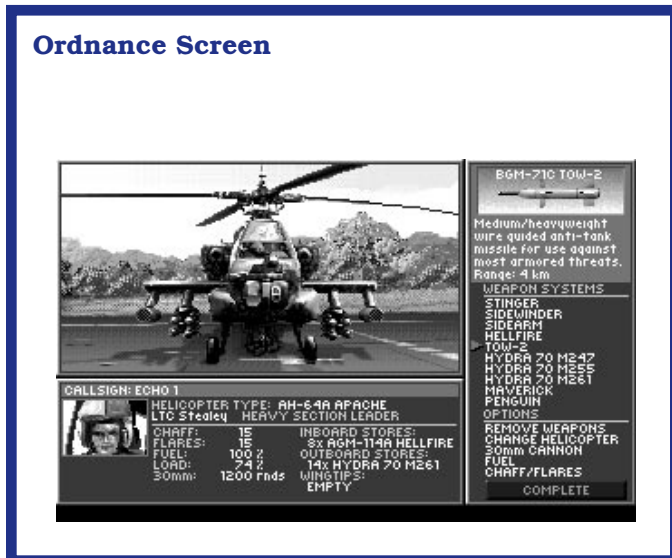 Ordnance Screen
BGM-71C TOW-2
Medium/heavyweight
wire guided anti-tank
missile for use against
most armored threats.
Range: 4 km
WEAPON SYSTEMS
STINGER
SIDEWINDER
SIDEARM
HELLFIRE
TOW-2
HYDRA 70 M247
HYDRA 70 M255
HYDRA 70 M261
MAVERICK
PENGUIN
OPTIONS
REMOVE WEAPONS
CHANGE HELICOPTER
30mm CANNON
FUEL
CHAFF/FLARES
COMPLETE
CALLSIGN: ECHO 1
HELICOPTER TYPE: AH-64A APACHE
LTC Stealey HEAVY SECTION LEADER
CHAFF: 15
FLARES: 15
FUEL: 100 %
LOAD: 74 %
30mm: 1200 rnds
INBOARD STORES:
8x AGM-114A HELLFIRE
OUTBOARD STORES:
14x HYDRA 70 M261
WINGTIPS:
EMPTY